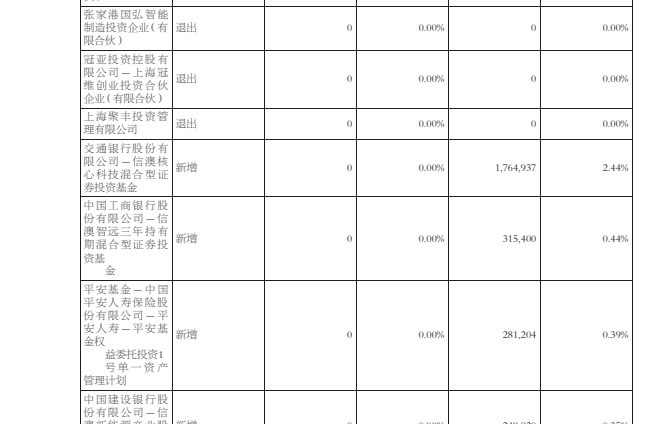 张家港国弘智能
制造投资企业(有
限合伙)
退出 0 0.00% 0 0.00%
冠亚投资控股有
限公司－上海冠
维创业投资合伙
企业(有限合伙)
退出 0 0.00% 0 0.00%
上海聚丰投资管
理有限公司
退出 0 0.00% 0 0.00%
交通银行股份有
限公司－信澳核
心科技混合型证
券投资基金
新增 0 0.00% 1,764,937 2.44%
中国工商银行股
份有限公司－信
澳智远三年持有
期混合型证券投
资基
金
新增 0 0.00% 315,400 0.44%
平安基金－中国
平安人寿保险股
份有限公司－平
安人寿－平安基
金权
益委托投资1
号单一资产
管理计划
新增 0 0.00% 281,204 0.39%
中国建设银行股
份有限公司－信